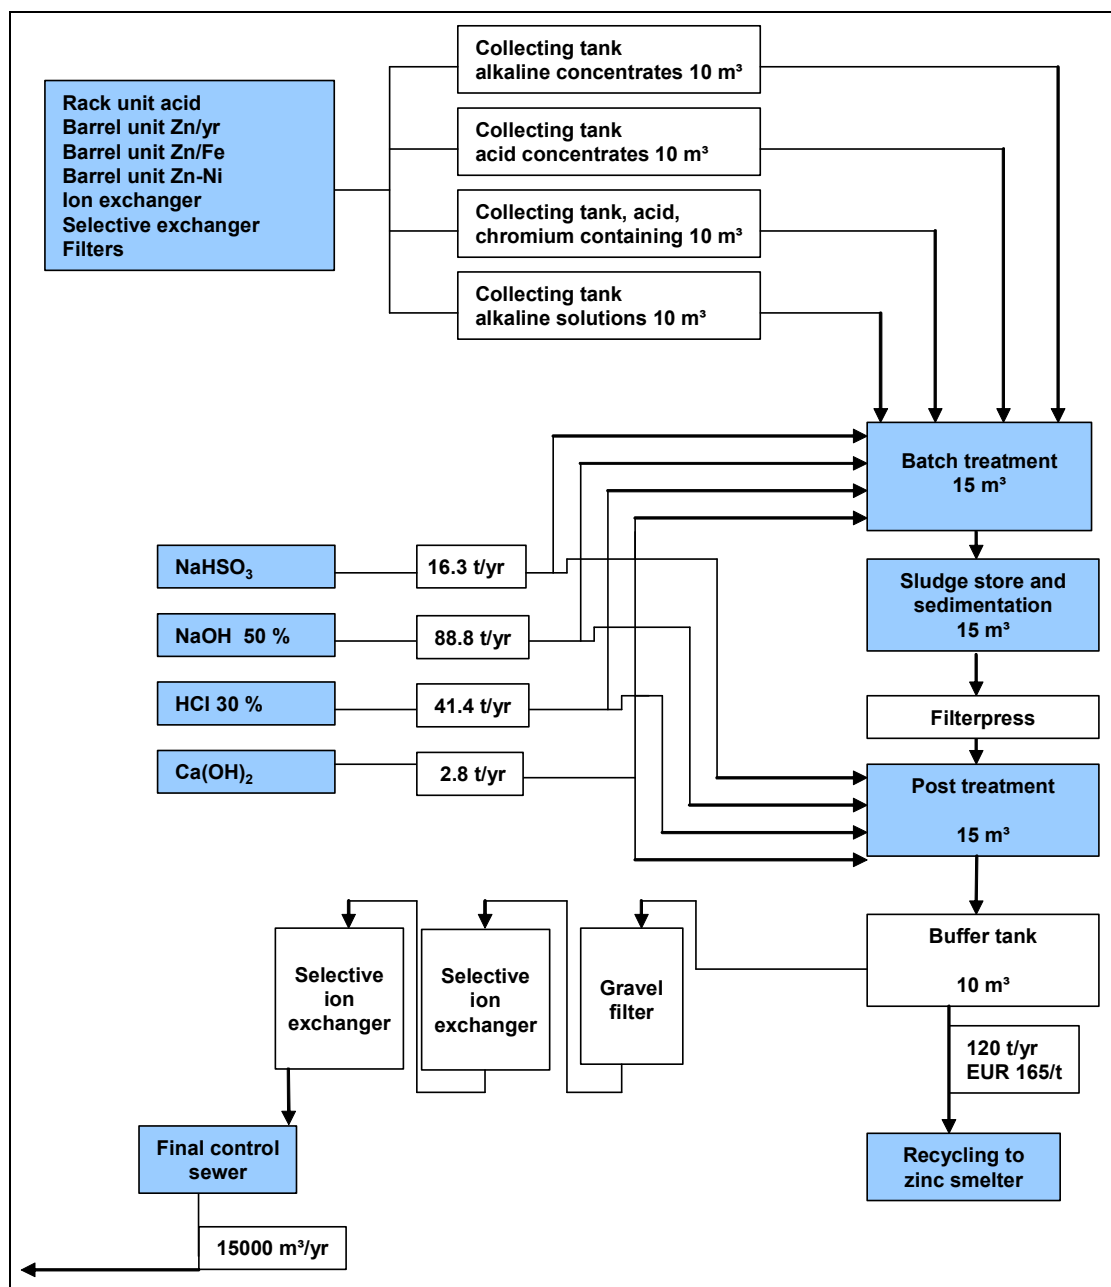 Collecting tank
alkaline concentrates 10 m³
Rack unit acid
Barrel unit Zn/yr
Barrel unit Zn/Fe
Barrel unit Zn-Ni
Ion exchanger
Selective exchanger
Filters
Collecting tank
acid concentrates 10 m³
Collecting tank, acid,
chromium containing 10 m³
Collecting tank
alkaline solutions 10 m³
Batch treatment
15 m³
NaHSO₃
16.3 t/yr
Sludge store and
sedimentation
15 m³
NaOH 50 %
88.8 t/yr
HCl 30 %
41.4 t/yr
Filterpress
Ca(OH)₂
2.8 t/yr
Post treatment
15 m³
Buffer tank
10 m³
Gravel
filter
Selective
ion
exchanger
Selective
ion
exchanger
120 t/yr
EUR 165/t
Final control
sewer
Recycling to
zinc smelter
15000 m³/yr